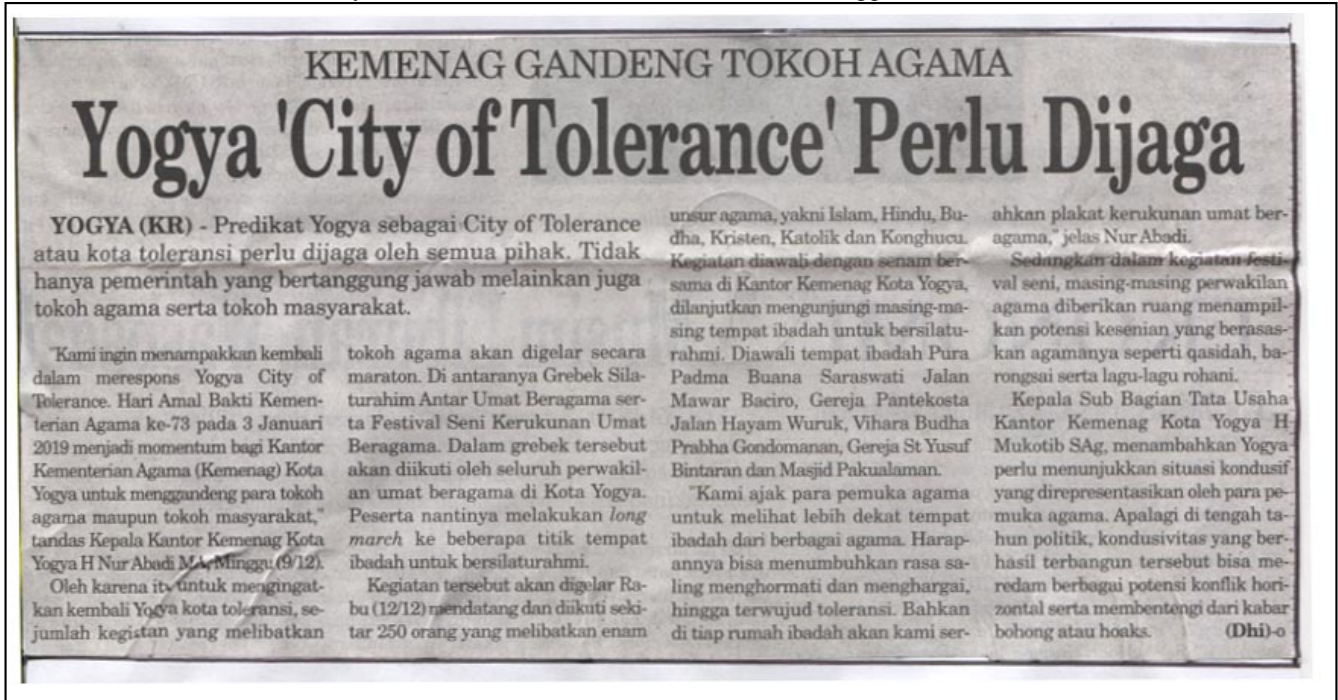 KEMENAG GANDENG TOKOH AGAMA
Yogya 'City of Tolerance' Perlu Dijaga
YOGYA (KR) - Predikat Yogya sebagai City of Tolerance
atau kota toleransi perlu dijaga oleh semua pihak. Tidak
hanya pemerintah yang bertanggung jawab melainkan juga
tokoh agama serta tokoh masyarakat.
"Kami ingin menampakkan kembali
dalam merespons Yogya City of
Tolerance. Hari Amal Bakti Kemen-
terian Agama ke-73 pada 3 Januari
2019 menjadi momentum bagi Kantor
Kementerian Agama (Kemenag) Kota
Yogya untuk menggandeng para tokoh
agama maupun tokoh masyarakat,"
tandas Kepala Kantor Kemenag Kota
Yogya H Nur Abadi MA, Minggu (9/12).
Oleh karena itu untuk mengingat-
kan kembali Yogya kota toleransi, se-
jumlah kegiatan yang melibatkan
tokoh agama akan digelar secara
maraton. Di antaranya Grebek Sila-
turahim Antar Umat Beragama ser-
ta Festival Seni Kerukunan Umat
Beragama. Dalam grebek tersebut
akan diikuti oleh seluruh perwakil-
an umat beragama di Kota Yogya.
Peserta nantinya melakukan long
march ke beberapa titik tempat
ibadah untuk bersilaturahmi.
Kegiatan tersebut akan digelar Ra-
bu (12/12) mendatang dan diikuti seki-
tar 250 orang yang melibatkan enam
unsur agama, yakni Islam, Hindu, Bu-
dha, Kristen, Katolik dan Konghucu.
Kegiatan diawali dengan senam ber-
sama di Kantor Kemenag Kota Yogya,
dilanjutkan mengunjungi masing-ma-
sing tempat ibadah untuk bersilatu-
rahmi. Diawali tempat ibadah Pura
Padma Buana Saraswati Jalan
Mawar Baciro, Gereja Pantekosta
Jalan Hayam Wuruk, Vihara Budha
Prabha Gondomanan, Gereja St Yusuf
Bintaran dan Masjid Pakualaman.
"Kami ajak para pemuka agama
untuk melihat lebih dekat tempat
ibadah dari berbagai agama. Harap-
annya bisa menumbuhkan rasa sa-
ling menghormati dan menghargai,
hingga terwujud toleransi. Bahkan
di tiap rumah ibadah akan kami ser-
ahkan plakat kerukunan umat ber-
agama," jelas Nur Abadi.
Sedangkan dalam kegiatan festi-
val seni, masing-masing perwakilan
agama diberikan ruang menampil-
kan potensi kesenian yang berasas-
kan agamanya seperti qasidah, ba-
rongsai serta lagu-lagu rohani.
Kepala Sub Bagian Tata Usaha
Kantor Kemenag Kota Yogya H
Mukotib SAg, menambahkan Yogya
perlu menunjukkan situasi kondusif
yang direpresentasikan oleh para pe-
muka agama. Apalagi di tengah ta-
hun politik, kondusivitas yang ber-
hasil terbangun tersebut bisa me-
redam berbagai potensi konflik hori-
zontal serta membentengi dari kabar
bohong atau hoaks. (Dhi)-o